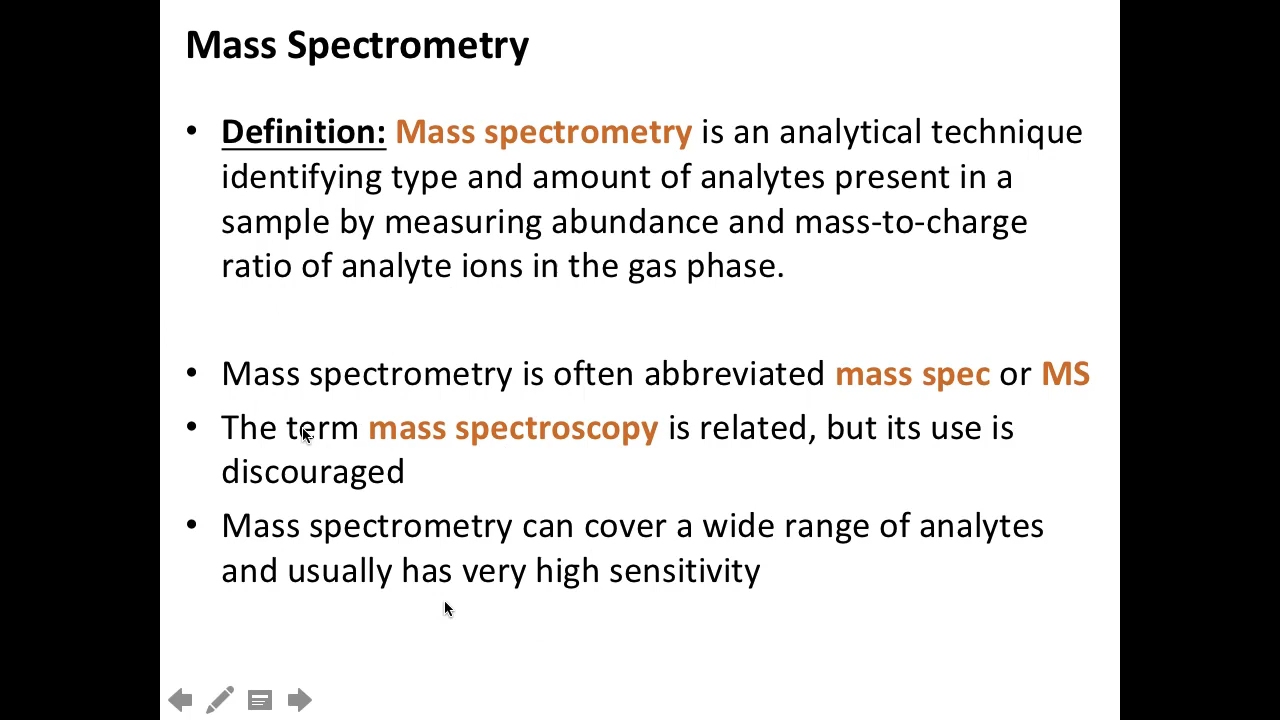 Mass Spectrometry
• Definition: Mass spectrometry is an analytical technique
identifying type and amount of analytes present in a
sample by measuring abundance and mass-to-charge
ratio of analyte ions in the gas phase.
• Mass spectrometry is often abbreviated mass spec or MS
• The term mass spectroscopy is related, but its use is
discouraged
• Mass spectrometry can cover a wide range of analytes
and usually has very high sensitivity